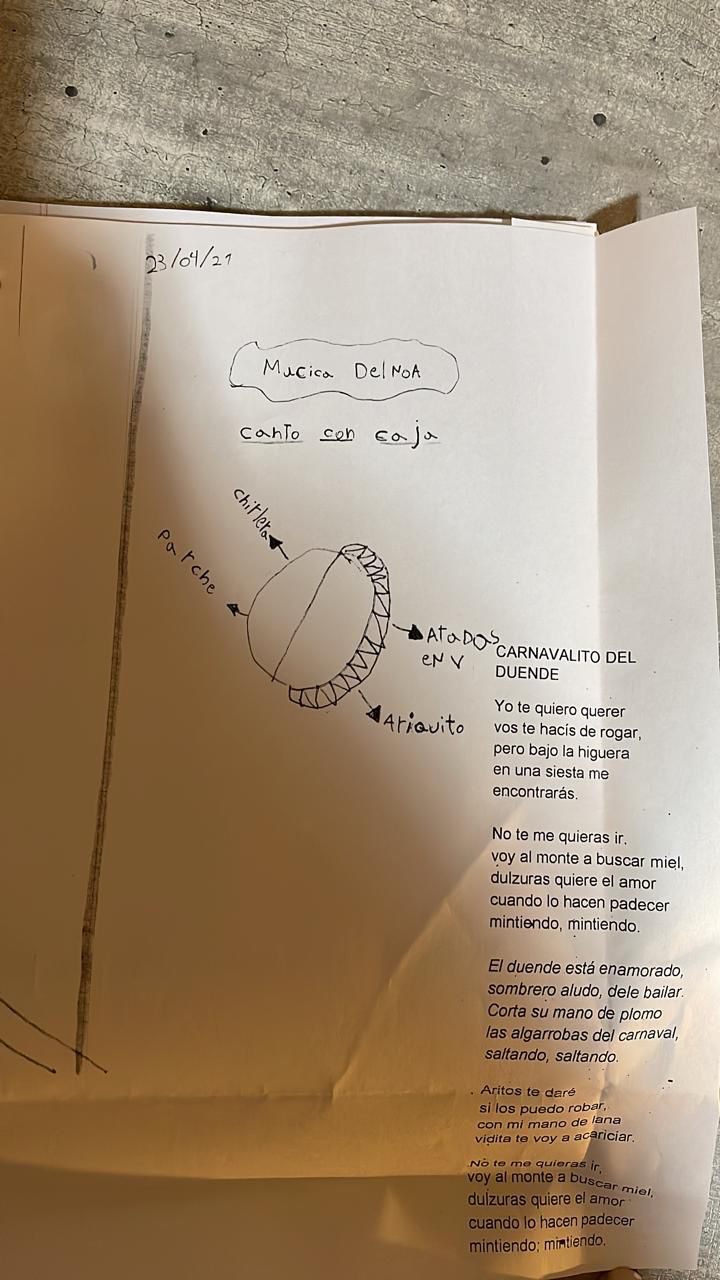 23/04/21
Mucica Del NOA
canto con caja
chirlera
Parche
AtaDOS
eN V
Ariquito
CARNAVALITO DEL
DUENDE
Yo te quiero querer
vos te hacís de rogar,
pero bajo la higuera
en una siesta me
encontrarás.
No te me quieras ir.
voy al monte a buscar miel,
dulzuras quiere el amor
cuando lo hacen padecer
mintiendo, mintiendo.
El duende está enamorado,
sombrero aludo, dele bailar.
Corta su mano de plomo
las algarrobas del carnaval,
saltando, saltando.
. Aritos te daré
si los puedo robar,
con mi mano de lana
vidita te voy a acariciar.
No te me quieras ir,
voy al monte a buscar miel,
dulzuras quiere el amor
cuando lo hacen padecer
mintiendo; mintiendo.